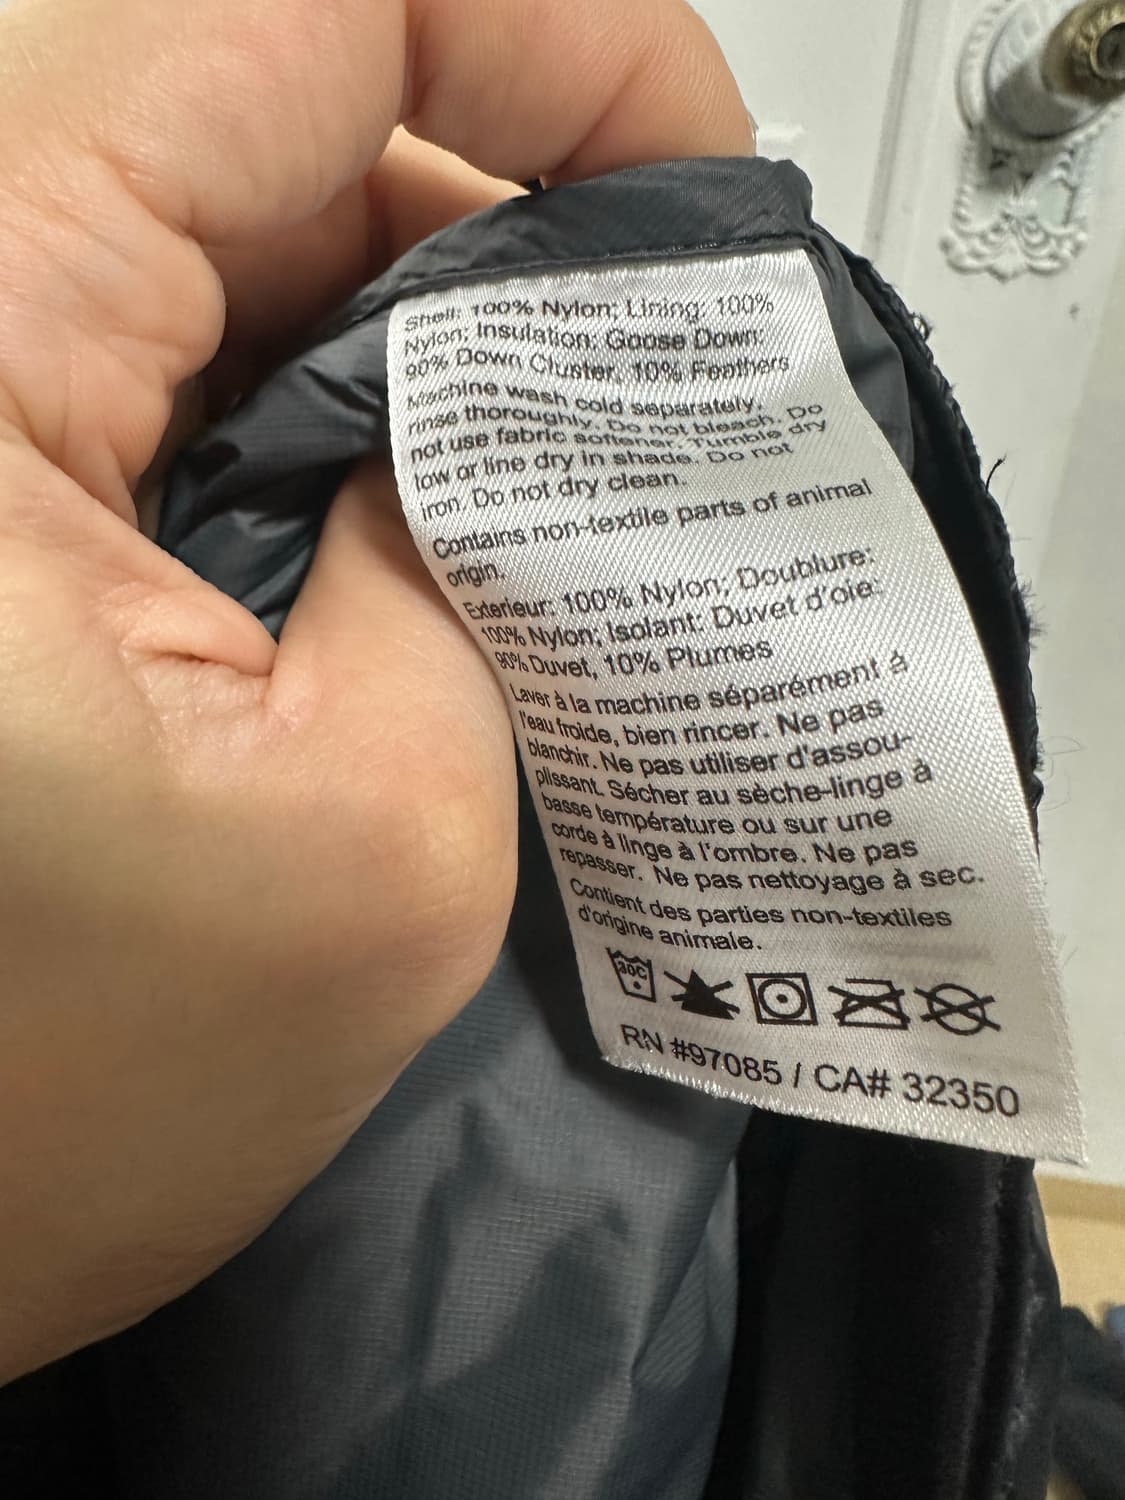 Shell: 100% Nylon; Lining: 100%
Nylon; Insulation: Goose Down:
90% Down Cluster, 10% Feathers
Machine wash cold separately,
rinse thoroughly. Do not bleach. Do
not use fabric softener. Tumble dry
low or line dry in shade. Do not
iron. Do not dry clean.
Contains non-textile parts of animal
origin.
Exterieur: 100% Nylon; Doublure:
100% Nylon; Isolant: Duvet d'oie:
90% Duvet, 10% Plumes
Laver à la machine séparément à
l'eau froide, bien rincer. Ne pas
blanchir. Ne pas utiliser d'assou-
plissant. Sécher au sèche-linge à
basse température ou sur une
corde à linge à l'ombre. Ne pas
repasser. Ne pas nettoyage à sec.
Contient des parties non-textiles
d'origine animale.
30C
RN #97085 / CA# 32350